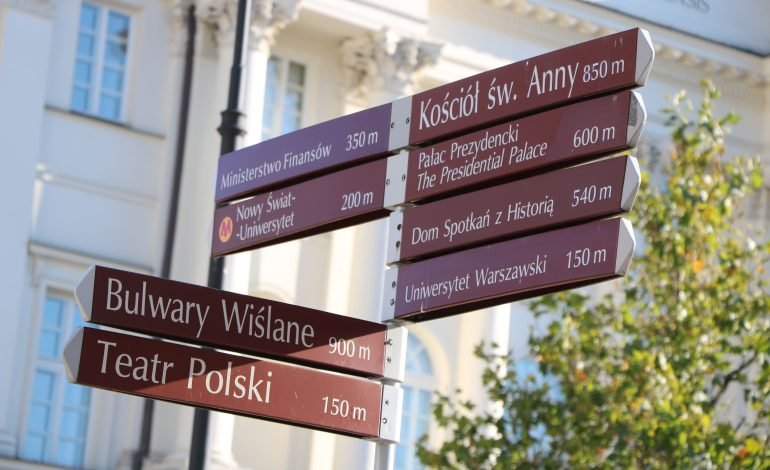 Kościół św. Anny 850 m
Ministerstwo Finansów 350 m
Pałac Prezydencki
The Presidential Palace 600 m
M Nowy Świat-
-Uniwersytet 200 m
Dom Spotkań z Historią 540 m
Uniwersytet Warszawski 150 m
Bulwary Wiślane 900 m
Teatr Polski 150 m